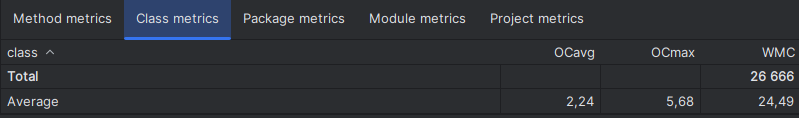 Method metrics Class metrics Package metrics Module metrics Project metrics
class OCavg OCmax WMC
Total 26 666
Average 2,24 5,68 24,49